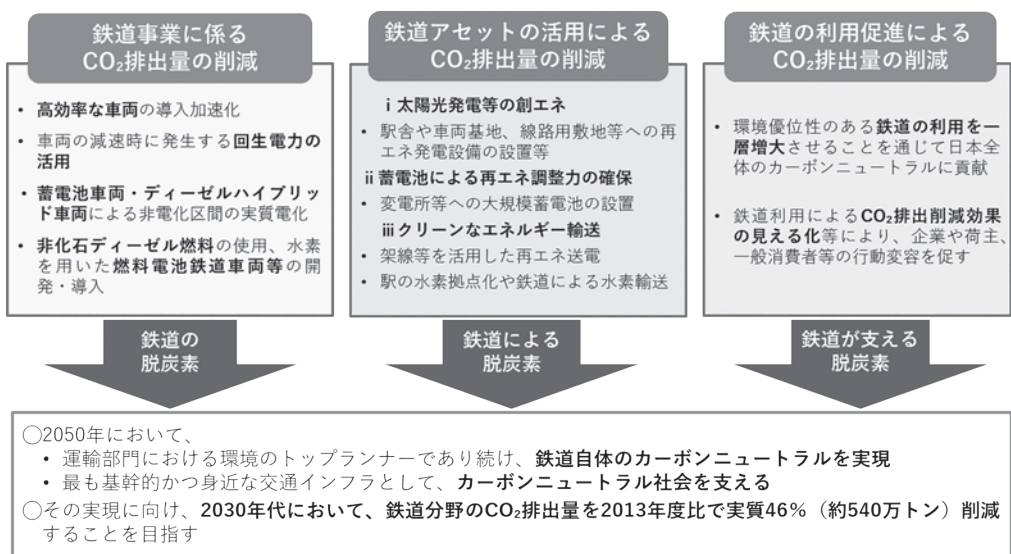 鉄道事業に係る
CO₂排出量の削減
• 高効率な車両の導入加速化
• 車両の減速時に発生する回生電力の
活用
• 蓄電池車両・ディーゼルハイブリッ
ド車両による非電化区間の実質電化
• 非化石ディーゼル燃料の使用、水素
を用いた燃料電池鉄道車両等の開
発・導入
鉄道の
脱炭素
鉄道アセットの活用による
CO₂排出量の削減
ⅰ太陽光発電等の創エネ
• 駅舎や車両基地、線路用敷地等への再
エネ発電設備の設置等
ⅱ蓄電池による再エネ調整力の確保
• 変電所等への大規模蓄電池の設置
ⅲクリーンなエネルギー輸送
• 架線等を活用した再エネ送電
• 駅の水素拠点化や鉄道による水素輸送
鉄道による
脱炭素
鉄道の利用促進による
CO₂排出量の削減
• 環境優位性のある鉄道の利用を一
層増大させることを通じて日本全
体のカーボンニュートラルに貢献
• 鉄道利用によるCO₂排出削減効果
の見える化等により、企業や荷主、
一般消費者等の行動変容を促す
鉄道が支える
脱炭素
○2050年において、
• 運輸部門における環境のトップランナーであり続け、鉄道自体のカーボンニュートラルを実現
• 最も基幹的かつ身近な交通インフラとして、カーボンニュートラル社会を支える
○その実現に向け、2030年代において、鉄道分野のCO₂排出量を2013年度比で実質46%（約540万トン）削減
することを目指す